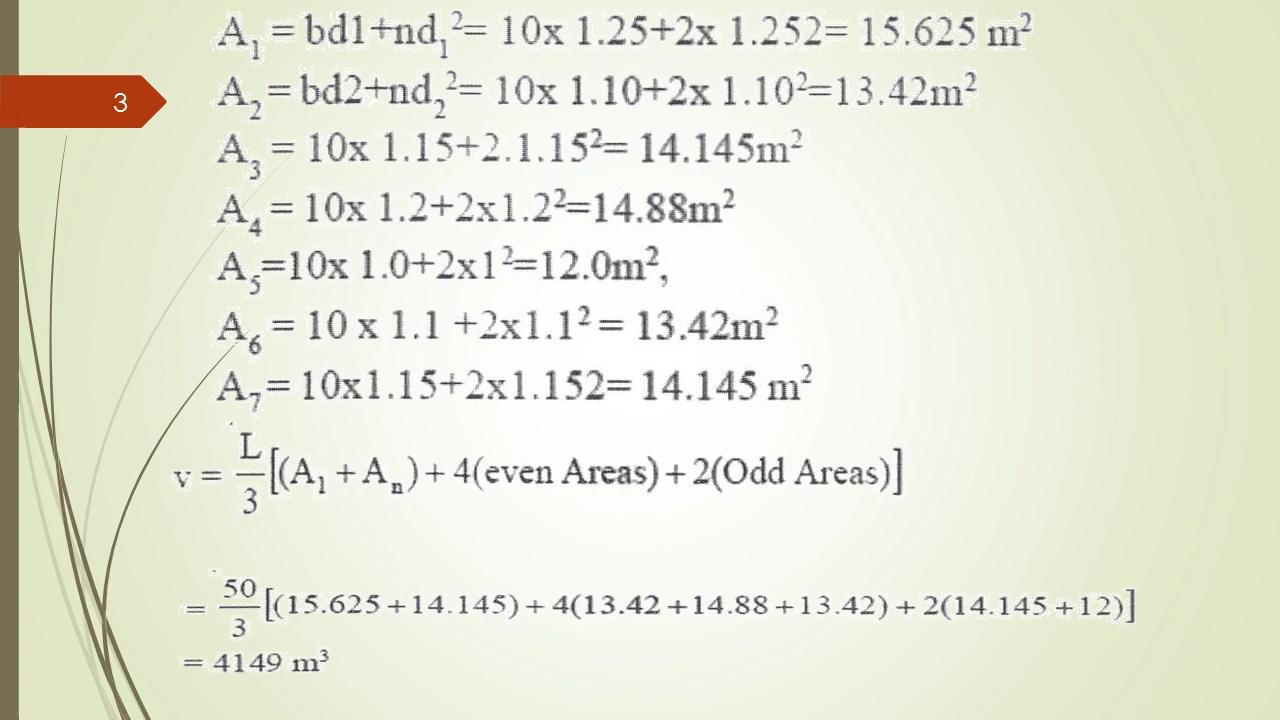 3
A₁ = bd1+nd₁²= 10x 1.25+2x 1.252= 15.625 m²
A₂ = bd2+nd₂²= 10x 1.10+2x 1.10²=13.42m²
A₃ = 10x 1.15+2.1.15²= 14.145m²
A₄ = 10x 1.2+2x1.2²=14.88m²
A₅=10x 1.0+2x1²=12.0m²,
A₆ = 10 x 1.1 +2x1.1² = 13.42m²
A₇ = 10x1.15+2x1.152= 14.145 m²
v = L/3 [(A₁ + Aₙ) + 4(even Areas) + 2(Odd Areas)]
= 50/3 [(15.625 + 14.145) + 4(13.42 + 14.88 + 13.42) + 2(14.145 + 12)]
= 4149 m³